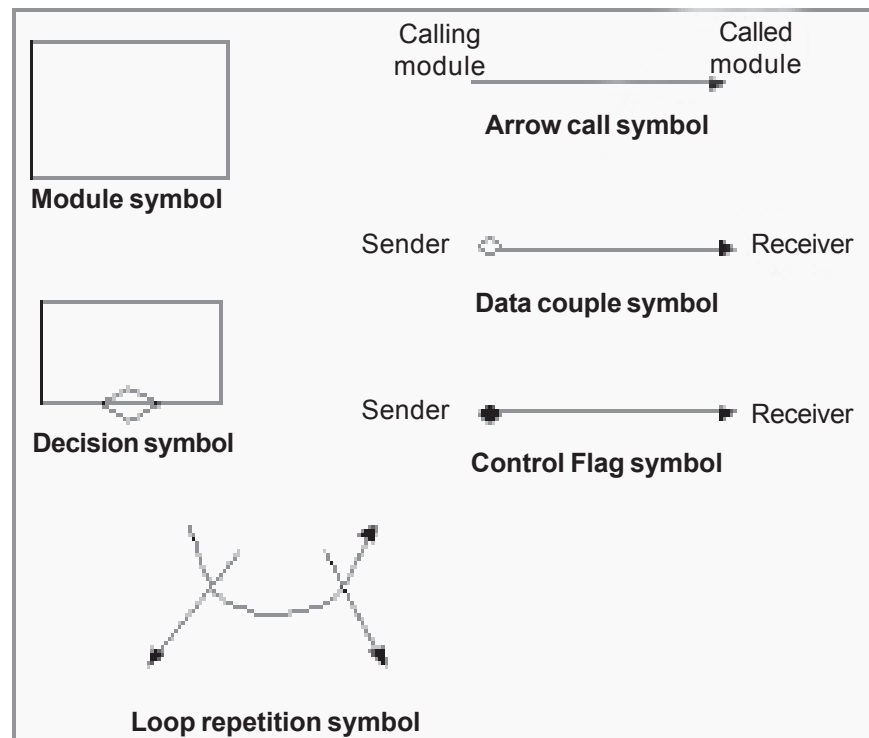 Calling
module
Called
module
Arrow call symbol
Module symbol
Sender
Receiver
Data couple symbol
Decision symbol
Sender
Receiver
Control Flag symbol
Loop repetition symbol